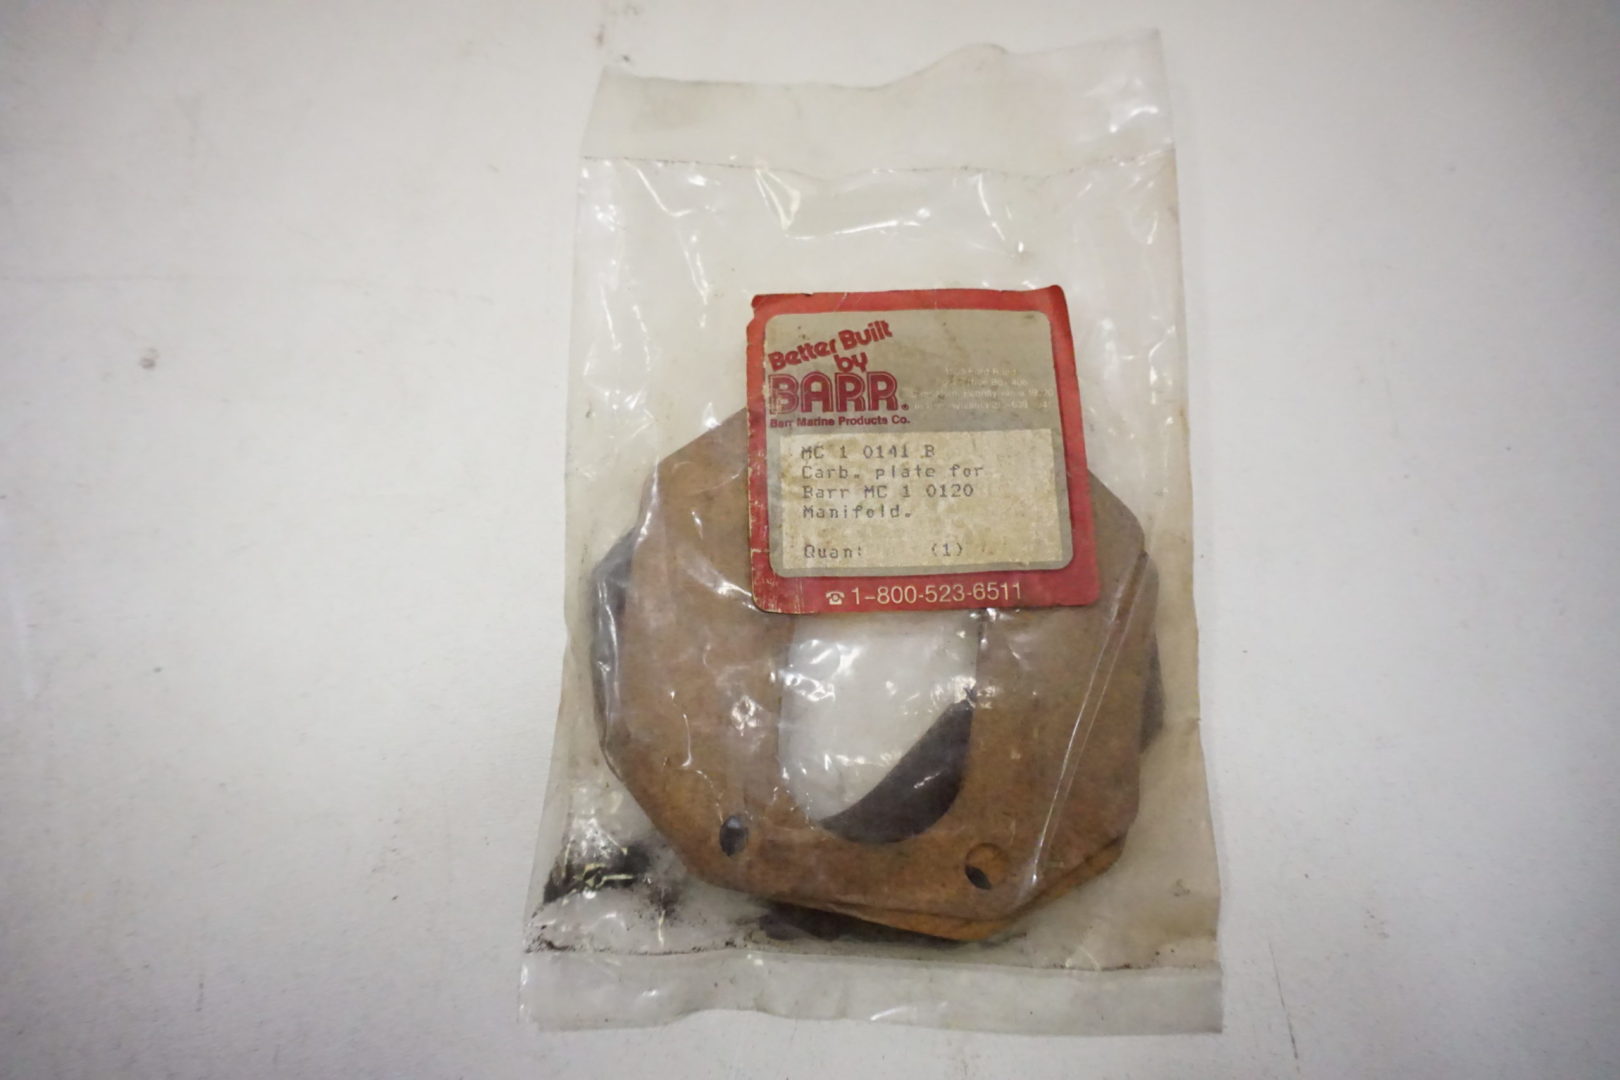 Better Built
by
BARR.
Barr Marine Products Co.
MC 1 0141 B
Carb. plate for
Barr MC 1 0120
Manifold.
Quan: (1)
☎ 1-800-523-6511